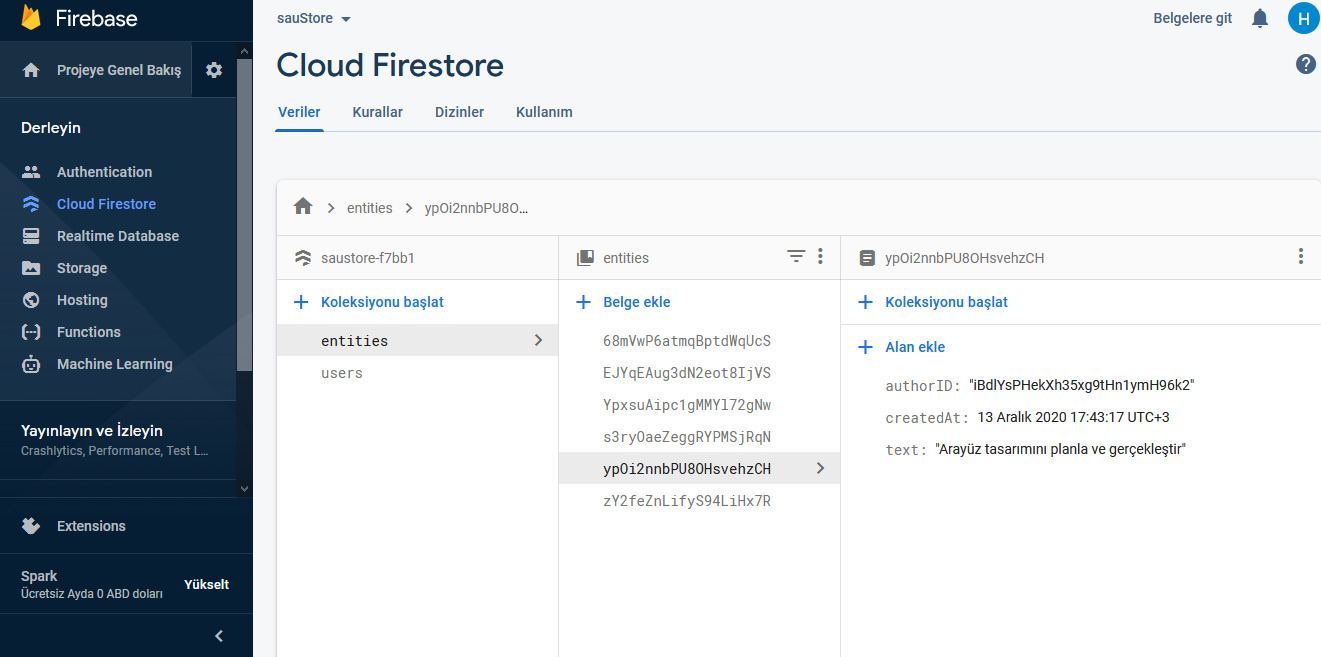 Firebase
Projeye Genel Bakış
Derleyin
Authentication
Cloud Firestore
Realtime Database
Storage
Hosting
Functions
Machine Learning
Yayınlayın ve İzleyin
Crashlytics, Performance, Test L...
Extensions
Spark
Ücretsiz Ayda 0 ABD doları
Yükselt
sauStore
Belgelere git
H
Cloud Firestore
Veriler Kurallar Dizinler Kullanım
entities
ypOi2nnbPU8O...
saustore-f7bb1
Koleksiyonu başlat
entities
users
entities
Belge ekle
68mVwP6atmqBptdWqUcS
EJYqEAug3dN2eot8IjVS
YpxsuAipc1gMMYl72gNw
s3ryOaeZeggRYPMSjRqN
ypOi2nnbPU8OHsvehzCH
zY2feZnLifyS94LiHx7R
ypOi2nnbPU8OHsvehzCH
Koleksiyonu başlat
Alan ekle
authorID: "iBdlYsPHekXh35xg9tHn1ymH96k2"
createdAt: 13 Aralık 2020 17:43:17 UTC+3
text: "Arayüz tasarımını planla ve gerçekleştir"